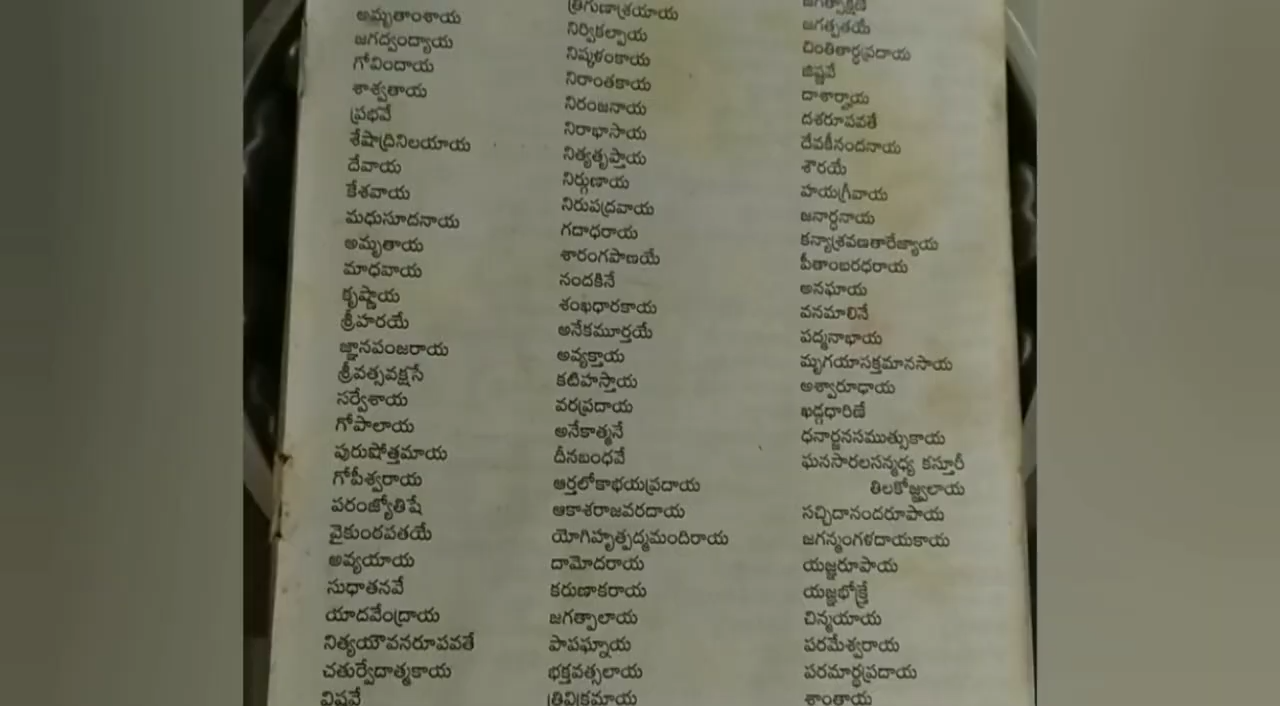 అమృతాంశాయ
జగద్వంద్యాయ
గోవిందాయ
శాశ్వతాయ
ప్రభవే
శేషాద్రినిలయాయ
దేవాయ
కేశవాయ
మధుసూదనాయ
అమృతాయ
మాధవాయ
కృష్ణాయ
శ్రీహరయే
జ్ఞానపంజరాయ
శ్రీవత్సవక్షసే
సర్వేశాయ
గోపాలాయ
పురుషోత్తమాయ
గోపీశ్వరాయ
పరంజ్యోతిషే
వైకుంఠపతయే
అవ్యయాయ
సుధాతనవే
యాదవేంద్రాయ
నిత్యయౌవనరూపవతే
చతుర్వేదాత్మకాయ
విష్ణవే
త్రిగుణాశ్రయాయ
నిర్వికల్పాయ
నిష్కళంకాయ
నిరాంతకాయ
నిరంజనాయ
నిరాభాసాయ
నిత్యతృప్తాయ
నిర్గుణాయ
నిరుపద్రవాయ
గదాధరాయ
శారంగపాణయే
నందకినే
శంఖధారకాయ
అనేకమూర్తయే
అవ్యక్తాయ
కటిహస్తాయ
వరప్రదాయ
అనేకాత్మనే
దీనబంధవే
ఆర్తలోకాభయప్రదాయ
ఆకాశరాజవరదాయ
యోగిహృత్పద్మమందిరాయ
దామోదరాయ
కరుణాకరాయ
జగత్పాలాయ
పాపఘ్నాయ
భక్తవత్సలాయ
త్రివిక్రమాయ
జగత్పతయే
చింతితార్థప్రదాయ
జిష్ణవే
దాశార్హాయ
దశరూపవతే
దేవకీనందనాయ
శౌరయే
హయగ్రీవాయ
జనార్ధనాయ
కన్యాశ్రవణతారేజ్యాయ
పీతాంబరధరాయ
అనఘాయ
వనమాలినే
పద్మనాభాయ
మృగయాసక్తమానసాయ
అశ్వారూఢాయ
ఖడ్గధారిణే
ధనార్జనసముత్సుకాయ
ఘనసారలసన్మధ్య కస్తూరీ
తిలకోజ్జ్వలాయ
సచ్చిదానందరూపాయ
జగన్మంగళదాయకాయ
యజ్ఞరూపాయ
యజ్ఞభోక్త్రే
చిన్మయాయ
పరమేశ్వరాయ
పరమార్థప్రదాయ
శాంతాయ